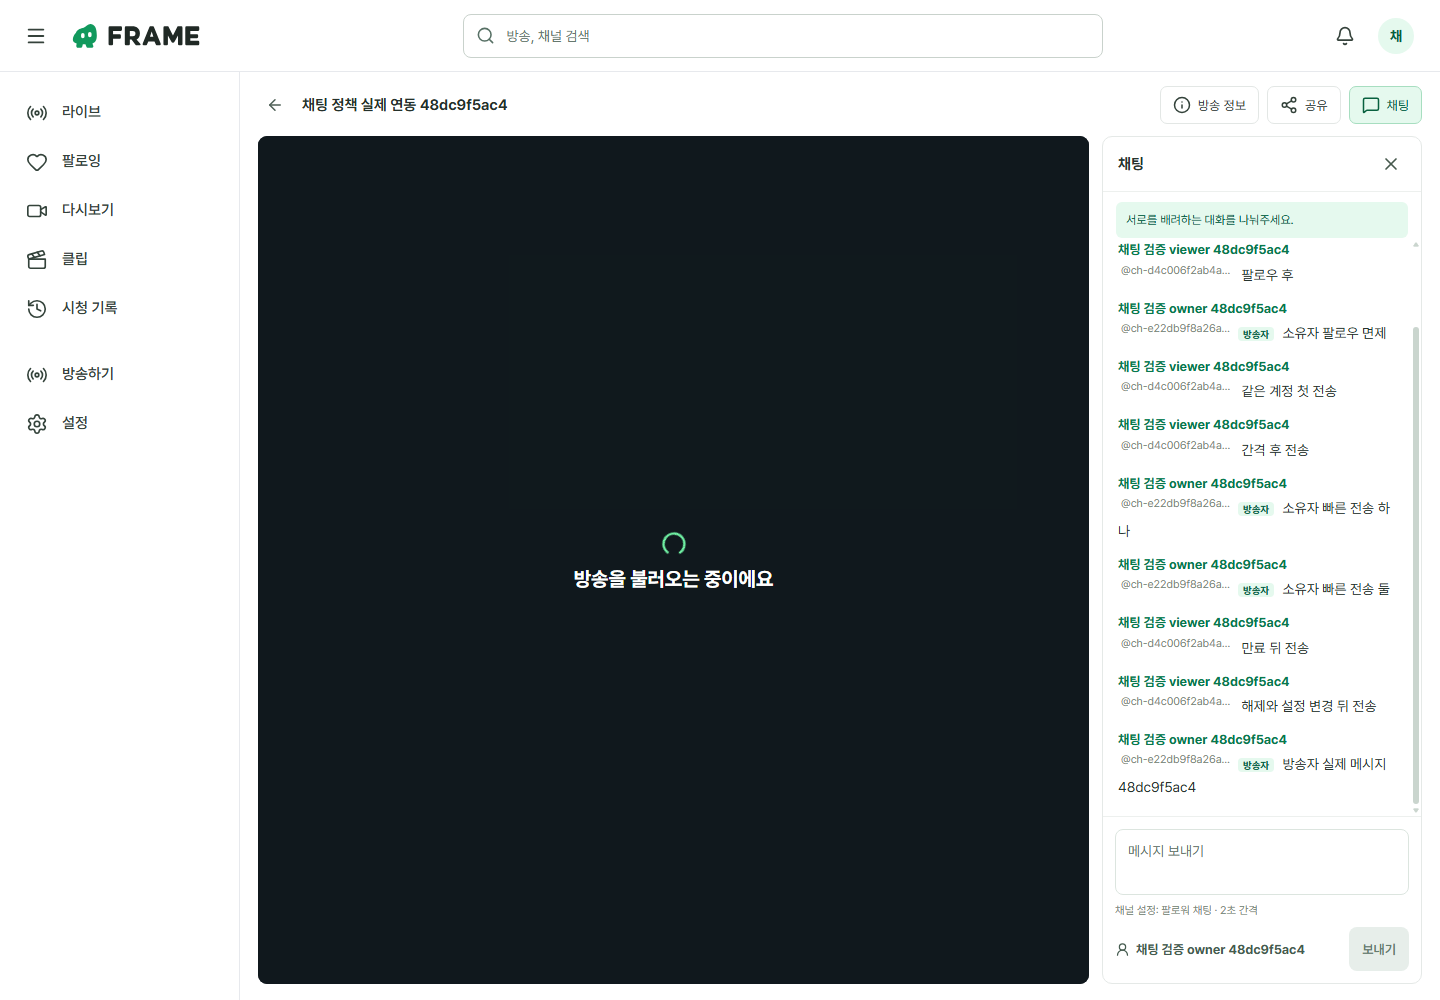 FRAME
방송, 채널 검색
채
라이브
팔로잉
다시보기
클립
시청 기록
방송하기
설정
채팅 정책 실제 연동 48dc9f5ac4
방송 정보
공유
채팅
방송을 불러오는 중이에요
채팅
서로를 배려하는 대화를 나눠주세요.
채팅 검증 viewer 48dc9f5ac4
@ch-d4c006f2ab4a... 팔로우 후
채팅 검증 owner 48dc9f5ac4
@ch-e22db9f8a26a... 방송자 소유자 팔로우 면제
채팅 검증 viewer 48dc9f5ac4
@ch-d4c006f2ab4a... 같은 계정 첫 전송
채팅 검증 viewer 48dc9f5ac4
@ch-d4c006f2ab4a... 간격 후 전송
채팅 검증 owner 48dc9f5ac4
@ch-e22db9f8a26a... 방송자 소유자 빠른 전송 하
나
채팅 검증 owner 48dc9f5ac4
@ch-e22db9f8a26a... 방송자 소유자 빠른 전송 둘
채팅 검증 viewer 48dc9f5ac4
@ch-d4c006f2ab4a... 만료 뒤 전송
채팅 검증 viewer 48dc9f5ac4
@ch-d4c006f2ab4a... 해제와 설정 변경 뒤 전송
채팅 검증 owner 48dc9f5ac4
@ch-e22db9f8a26a... 방송자 방송자 실제 메시지
48dc9f5ac4
메시지 보내기
채널 설정: 팔로워 채팅 · 2초 간격
채팅 검증 owner 48dc9f5ac4
보내기